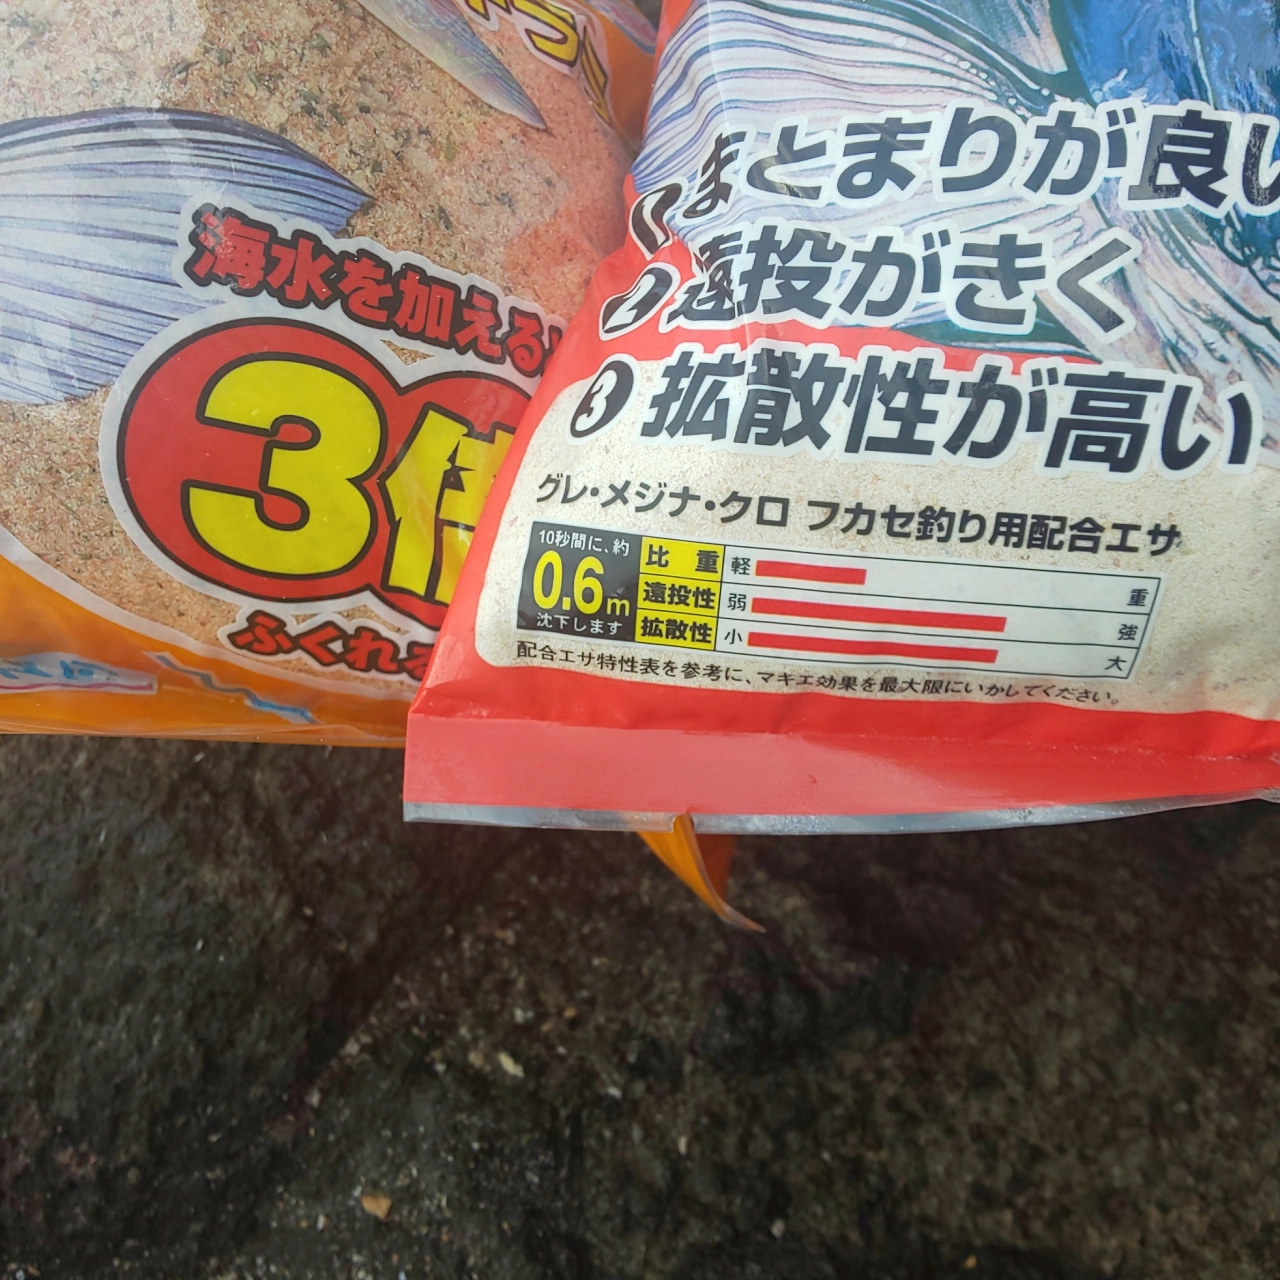 海水を加える
3倍
ふくれる
1 まとまりが良い
2 遠投がきく
3 拡散性が高い
グレ・メジナ・クロ フカセ釣り用配合エサ
10秒間に、約
0.6m
沈下します
比重 軽 重
遠投性 弱 強
拡散性 小 大
配合エサ特性表を参考に、マキエ効果を最大限にいかしてください。